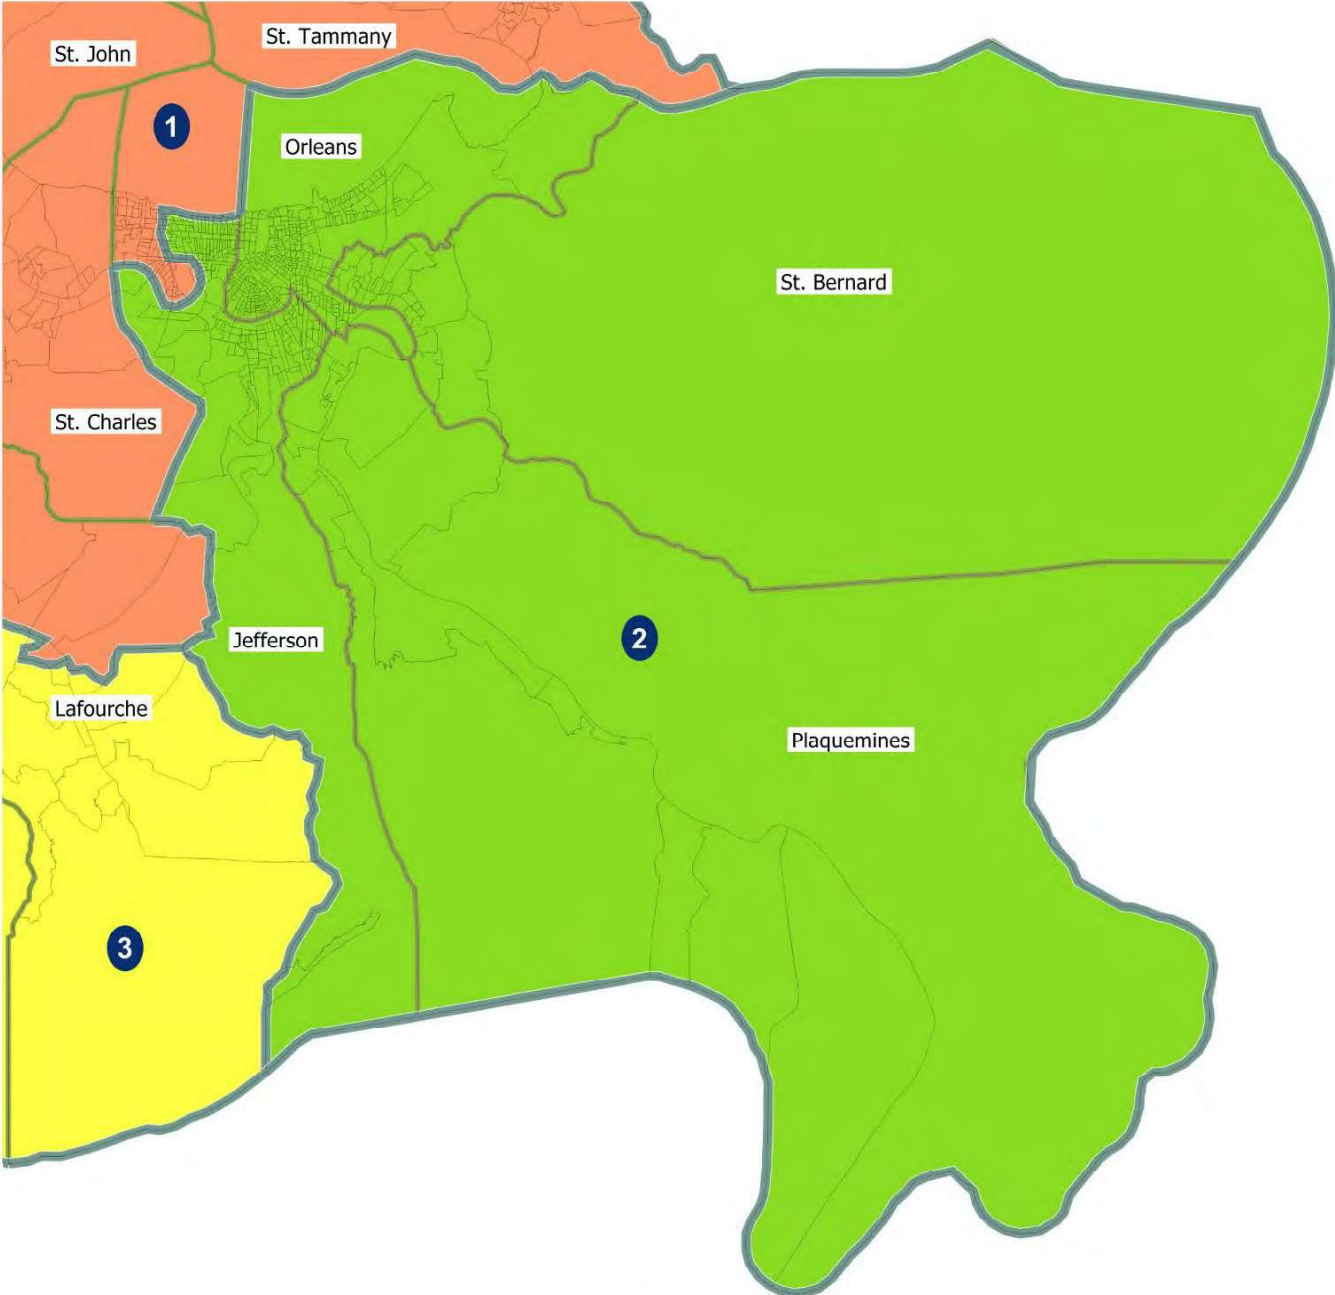 St. Tammany
St. John
1
Orleans
St. Bernard
St. Charles
Jefferson
2
Lafourche
Plaquemines
3